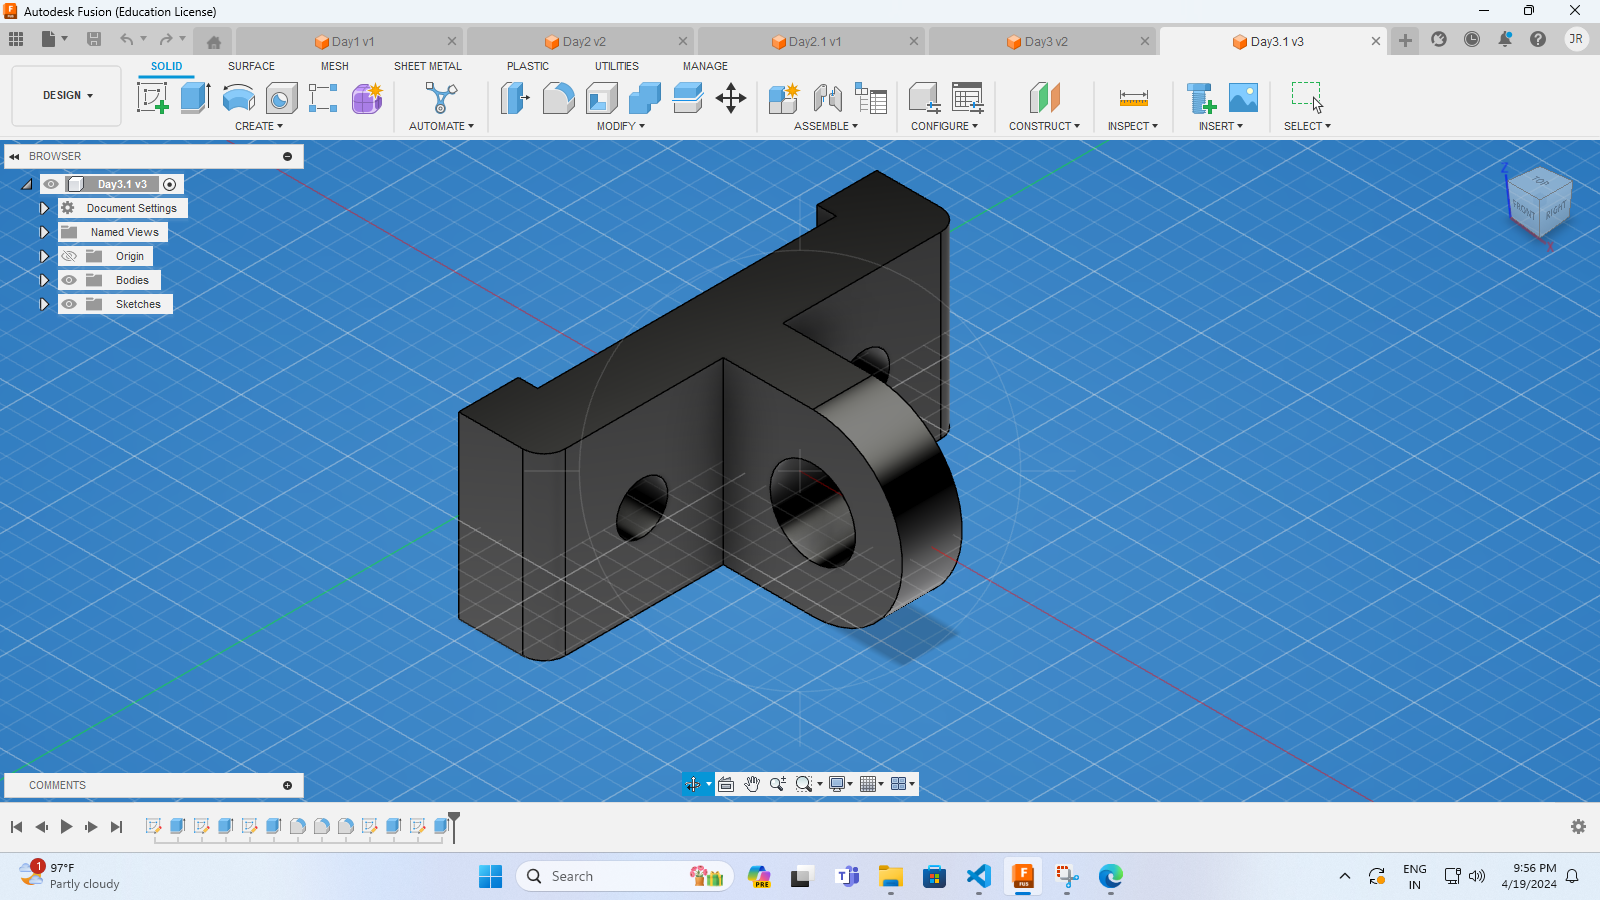 Autodesk Fusion (Education License)
Day1 v1
Day2 v2
Day2.1 v1
Day3 v2
Day3.1 v3
JR
SOLID
SURFACE
MESH
SHEET METAL
PLASTIC
UTILITIES
MANAGE
DESIGN
CREATE
AUTOMATE
MODIFY
ASSEMBLE
CONFIGURE
CONSTRUCT
INSPECT
INSERT
SELECT
BROWSER
Day3.1 v3
Document Settings
Named Views
Origin
Bodies
Sketches
Z
TOP
FRONT
RIGHT
X
COMMENTS
1
97°F
Partly cloudy
Search
PRE
F
FUS
ENG
IN
9:56 PM
4/19/2024